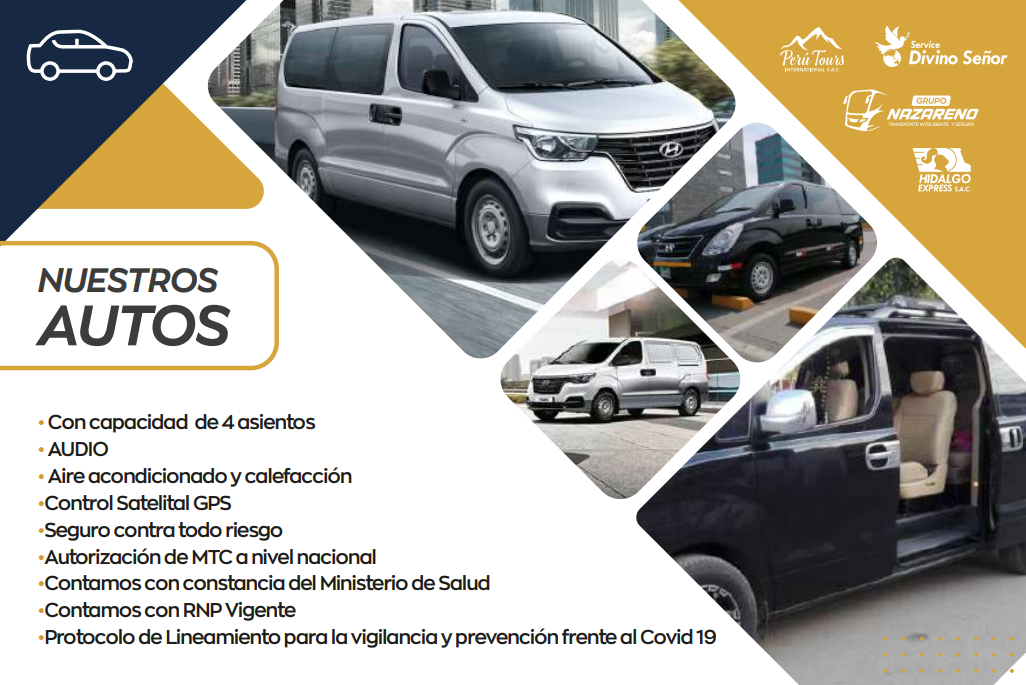 Perú Tours
INTERNATIONAL S.A.C
Service
Divino Señor
GRUPO
NAZARENO
TRANSPORTE INTELIGENTE Y SEGURO
HIDALGO
EXPRESS S.A.C.
NUESTROS
AUTOS
• Con capacidad de 4 asientos
• AUDIO
• Aire acondicionado y calefacción
•Control Satelital GPS
•Seguro contra todo riesgo
•Autorización de MTC a nivel nacional
•Contamos con constancia del Ministerio de Salud
•Contamos con RNP Vigente
•Protocolo de Lineamiento para la vigilancia y prevención frente al Covid 19